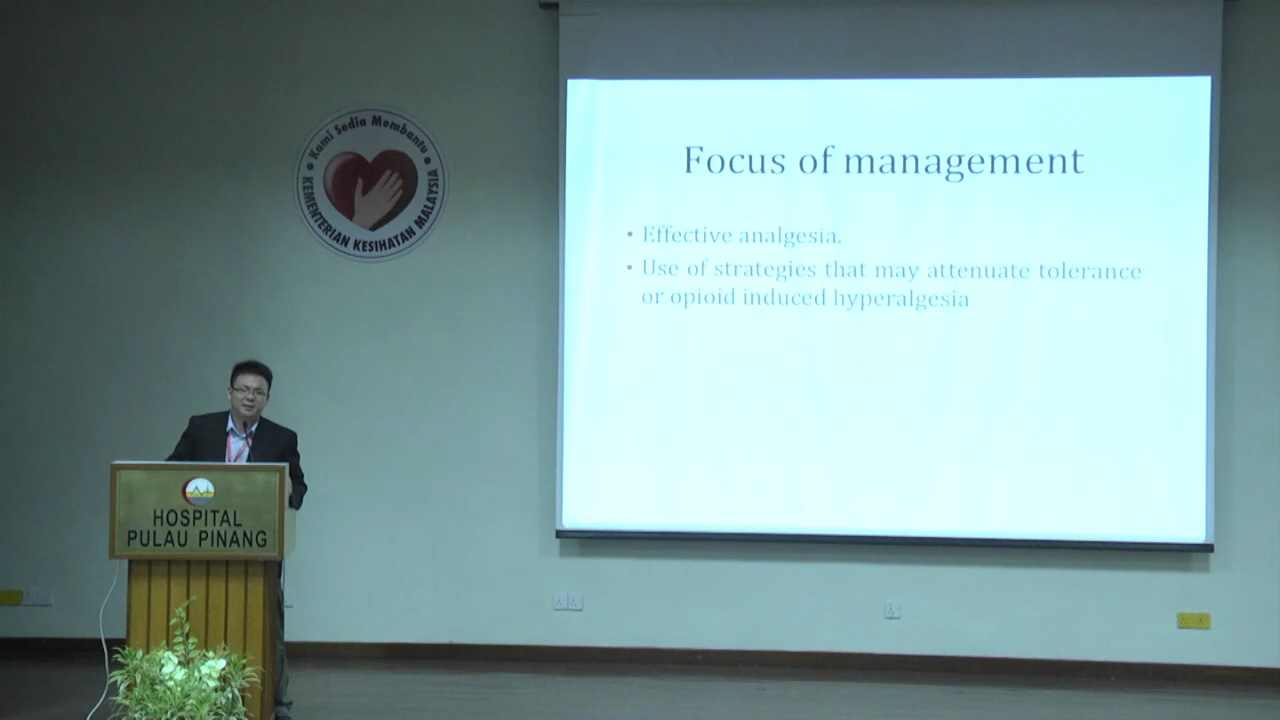 Kami Sedia Membantu
KEMENTERIAN KESIHATAN MALAYSIA
Focus of management
• Effective analgesia.
• Use of strategies that may attenuate tolerance
or opioid induced hyperalgesia
HOSPITAL
PULAU PINANG